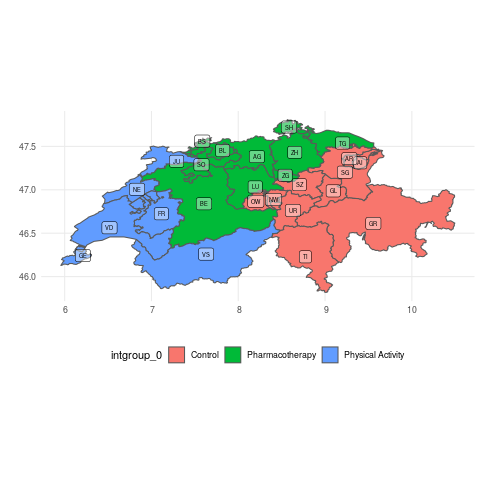 47.5
47.0
46.5
46.0
SH
BS
BL
TG
JU
SO
AG
ZH
AR
AI
SG
ZG
NE
LU
SZ
GL
BE
OW
NW
FR
UR
VD
GR
GE
VS
TI
6
7
8
9
10
intgroup_0
Control
Pharmacotherapy
Physical Activity